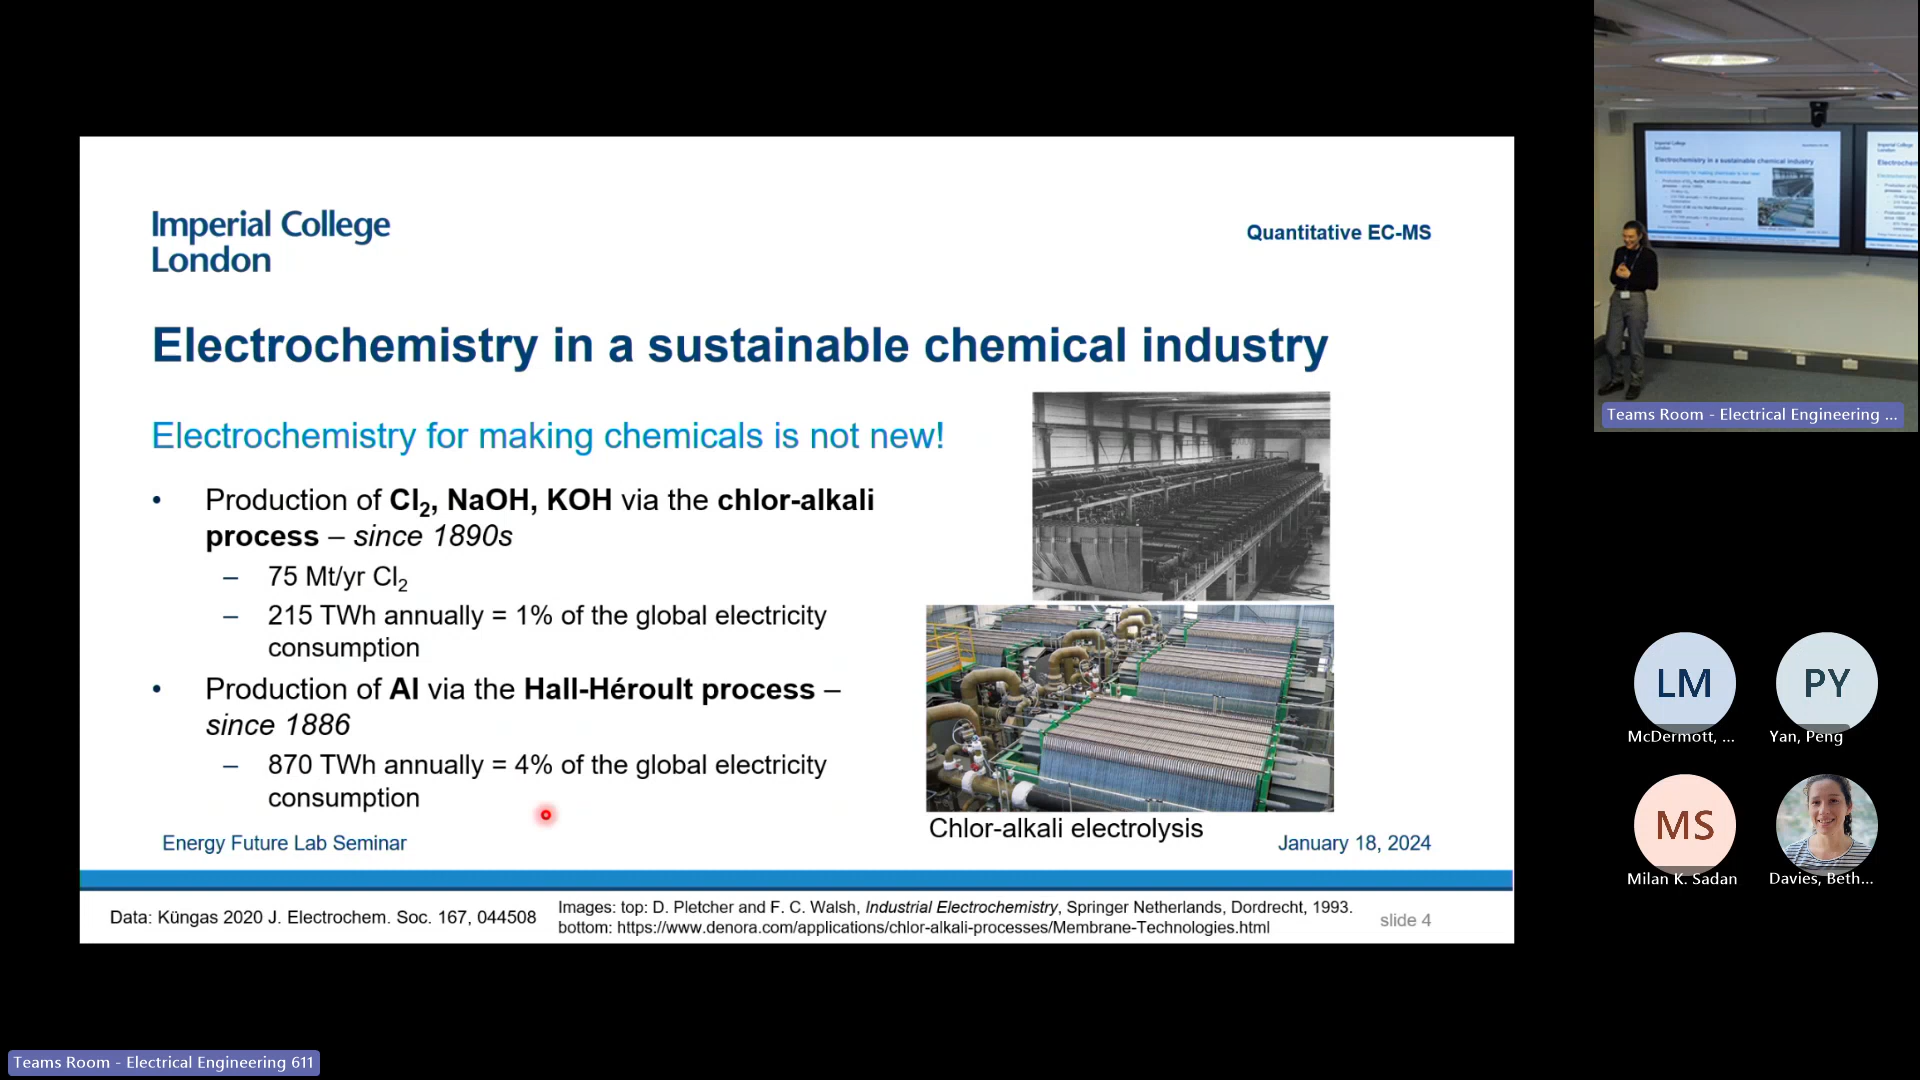 Imperial College
London
Quantitative EC-MS
Electrochemistry in a sustainable chemical industry
Electrochemistry for making chemicals is not new!
• Production of Cl2, NaOH, KOH via the chlor-alkali
process – since 1890s
– 75 Mt/yr Cl2
– 215 TWh annually = 1% of the global electricity
consumption
• Production of Al via the Hall-Héroult process –
since 1886
– 870 TWh annually = 4% of the global electricity
consumption
Chlor-alkali electrolysis
Energy Future Lab Seminar
January 18, 2024
Data: Küngas 2020 J. Electrochem. Soc. 167, 044508
Images: top: D. Pletcher and F. C. Walsh, Industrial Electrochemistry, Springer Netherlands, Dordrecht, 1993.
bottom: https://www.denora.com/applications/chlor-alkali-processes/Membrane-Technologies.html
slide 4
Electrochemistry in a sustainable chemical industry
Teams Room - Electrical Engineering ...
LM
McDermott, ...
PY
Yan, Peng
MS
Milan K. Sadan
Davies, Beth...
Teams Room - Electrical Engineering 611